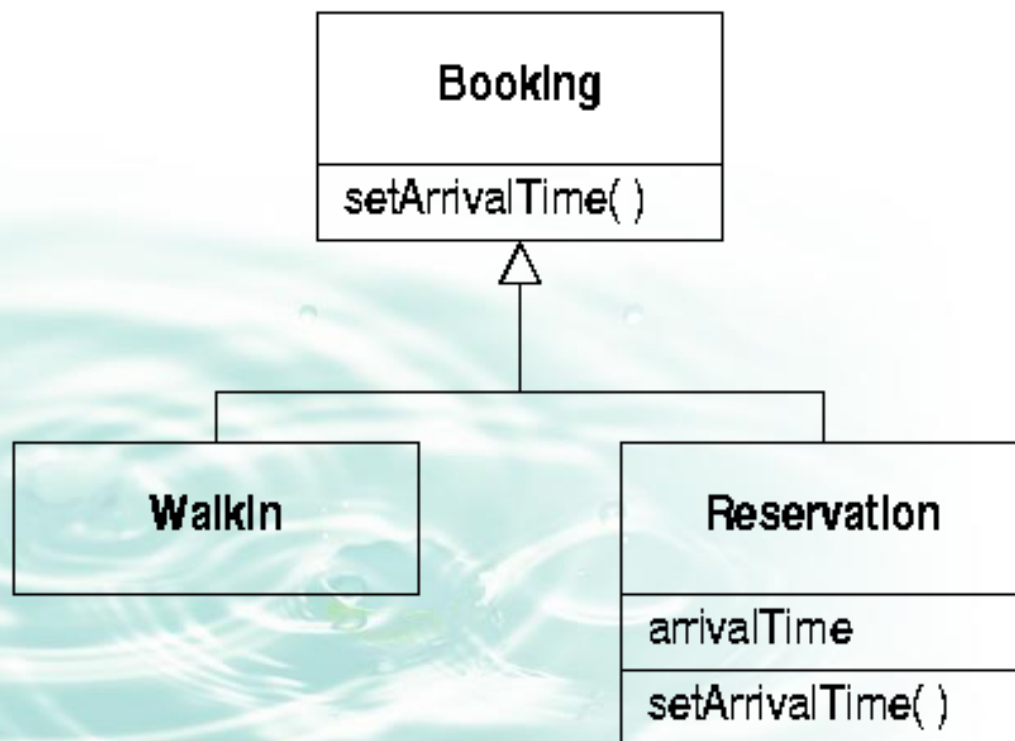 Booking
setArrivalTime( )
WalkIn
Reservation
arrivalTime
setArrivalTime( )